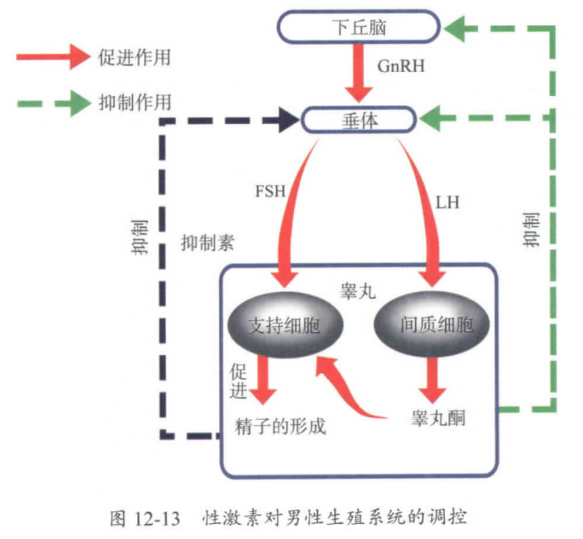 下丘脑
促进作用
GnRH
抑制作用
垂体
FSH
LH
抑制
抑制素
抑制
睾丸
支持细胞
间质细胞
促进
精子的形成
睾丸酮
图 12-13 性激素对男性生殖系统的调控